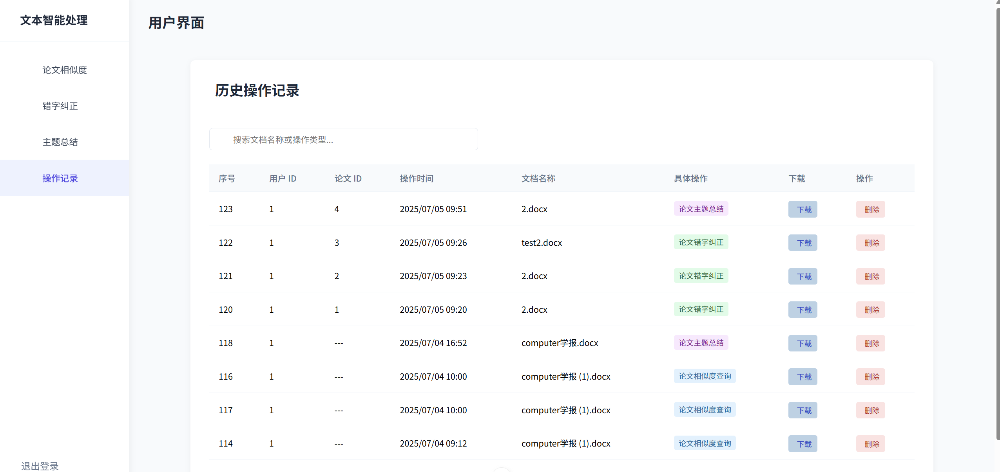 文本智能处理
论文相似度
错字纠正
主题总结
操作记录
退出登录
用户界面
历史操作记录
搜索文档名称或操作类型...
序号 用户 ID 论文 ID 操作时间 文档名称 具体操作 下载 操作
123 1 4 2025/07/05 09:51 2.docx 论文主题总结 下载 删除
122 1 3 2025/07/05 09:26 test2.docx 论文错字纠正 下载 删除
121 1 2 2025/07/05 09:23 2.docx 论文错字纠正 下载 删除
120 1 1 2025/07/05 09:20 2.docx 论文错字纠正 下载 删除
118 1 --- 2025/07/04 16:52 computer学报.docx 论文主题总结 下载 删除
116 1 --- 2025/07/04 10:00 computer学报 (1).docx 论文相似度查询 下载 删除
117 1 --- 2025/07/04 10:00 computer学报 (1).docx 论文相似度查询 下载 删除
114 1 --- 2025/07/04 09:12 computer学报 (1).docx 论文相似度查询 下载 删除